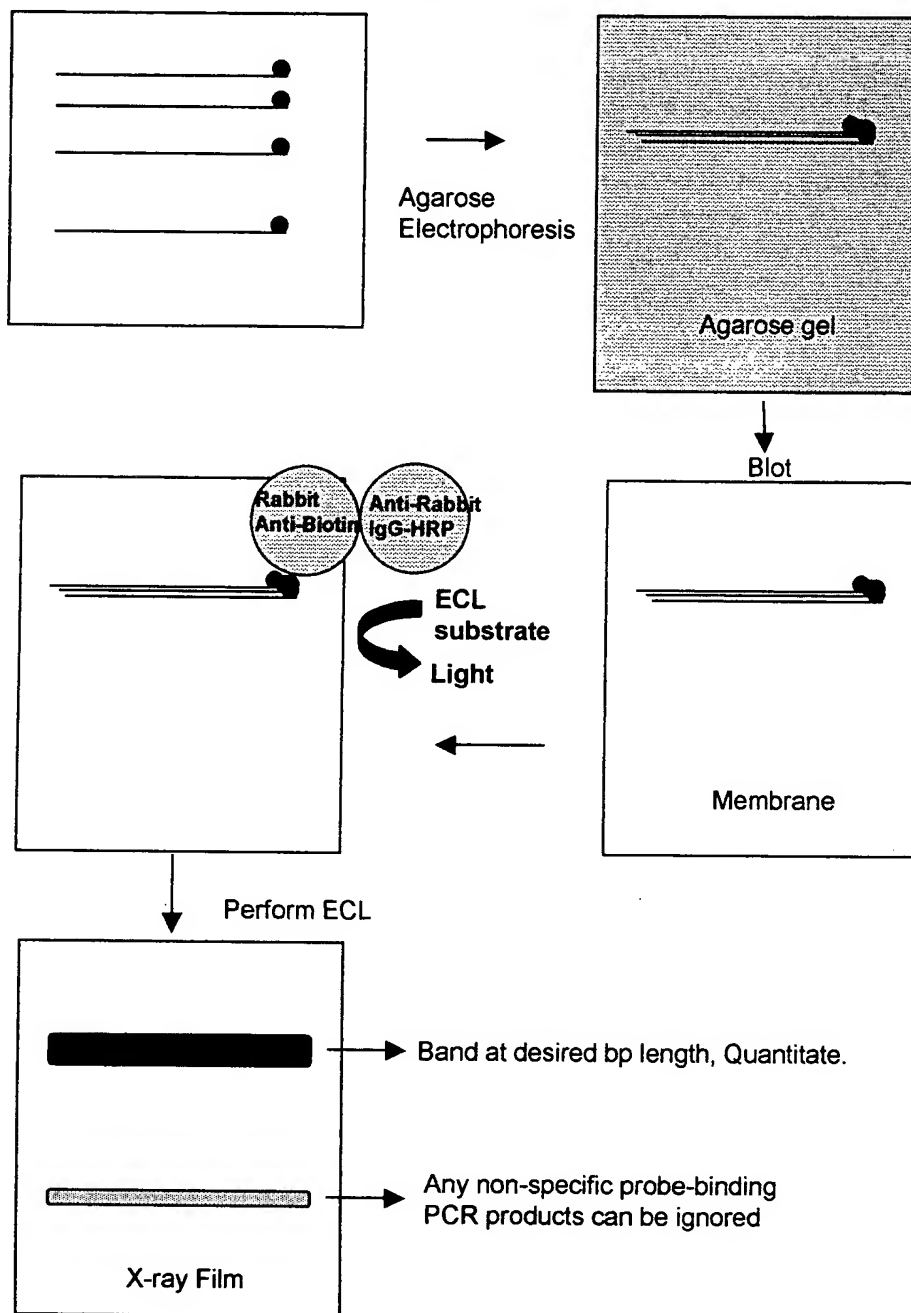 Agarose
Electrophoresis
Agarose gel
Blot
Rabbit
Anti-Biotin
Anti-Rabbit
IgG-HRP
ECL
substrate
Light
Membrane
Perform ECL
Band at desired bp length, Quantitate.
Any non-specific probe-binding
PCR products can be ignored
X-ray Film